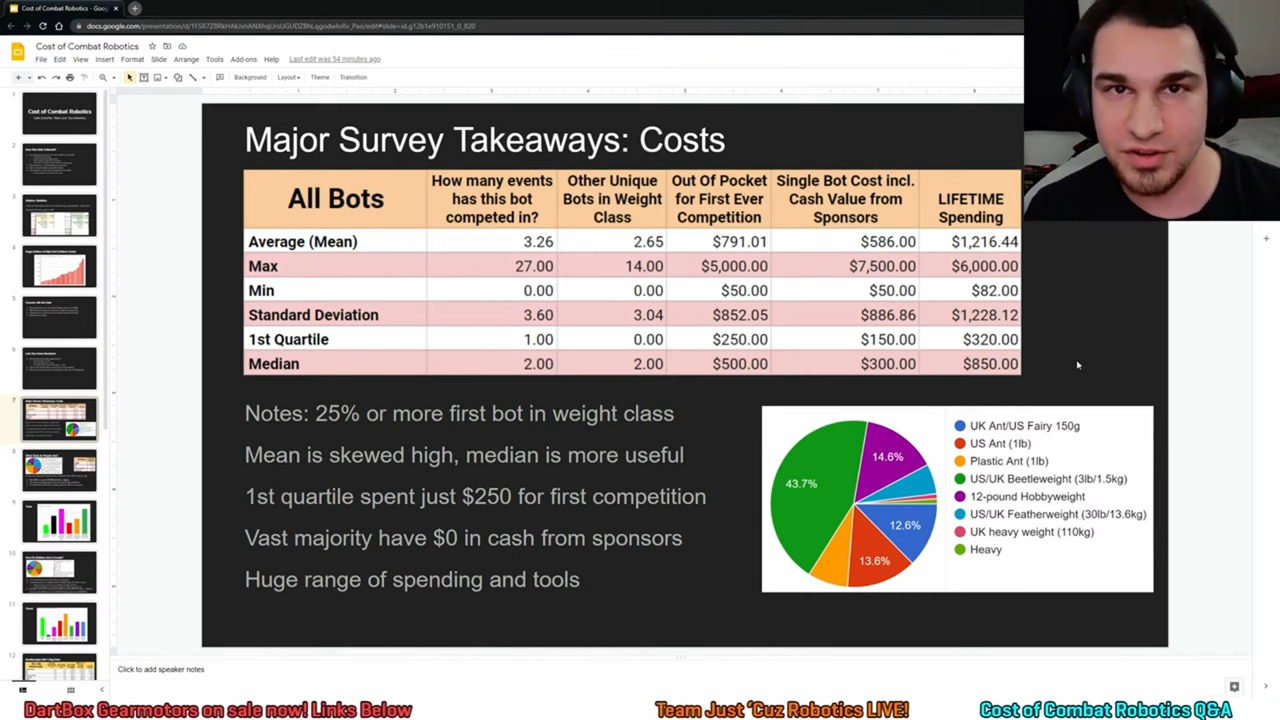 Cost of Combat Robotics - Goog
docs.google.com
Cost of Combat Robotics
File Edit View Insert Format Slide Arrange Tools Add-ons Help Last edit was 54 minutes ago
Background Layout Theme Transition
Major Survey Takeaways: Costs
All Bots How many events has this bot competed in? Other Unique Bots in Weight Class Out Of Pocket for First Ever Competition Single Bot Cost incl. Cash Value from Sponsors LIFETIME Spending
Average (Mean) 3.26 2.65 $791.01 $586.00 $1,216.44
Max 27.00 14.00 $5,000.00 $7,500.00 $6,000.00
Min 0.00 0.00 $50.00 $50.00 $82.00
Standard Deviation 3.60 3.04 $852.05 $886.86 $1,228.12
1st Quartile 1.00 0.00 $250.00 $150.00 $320.00
Median 2.00 2.00 $500.00 $300.00 $850.00
Notes: 25% or more first bot in weight class
Mean is skewed high, median is more useful
1st quartile spent just $250 for first competition
Vast majority have $0 in cash from sponsors
Huge range of spending and tools
14.6%
43.7%
12.6%
13.6%
UK Ant/US Fairy 150g
US Ant (1lb)
Plastic Ant (1lb)
US/UK Beetleweight (3lb/1.5kg)
12-pound Hobbyweight
US/UK Featherweight (30lb/13.6kg)
UK heavy weight (110kg)
Heavy
Click to add speaker notes
DartBox Gearmotors on sale now! Links Below
Team Just 'Cuz Robotics LIVE!
Cost of Combat Robotics Q&A